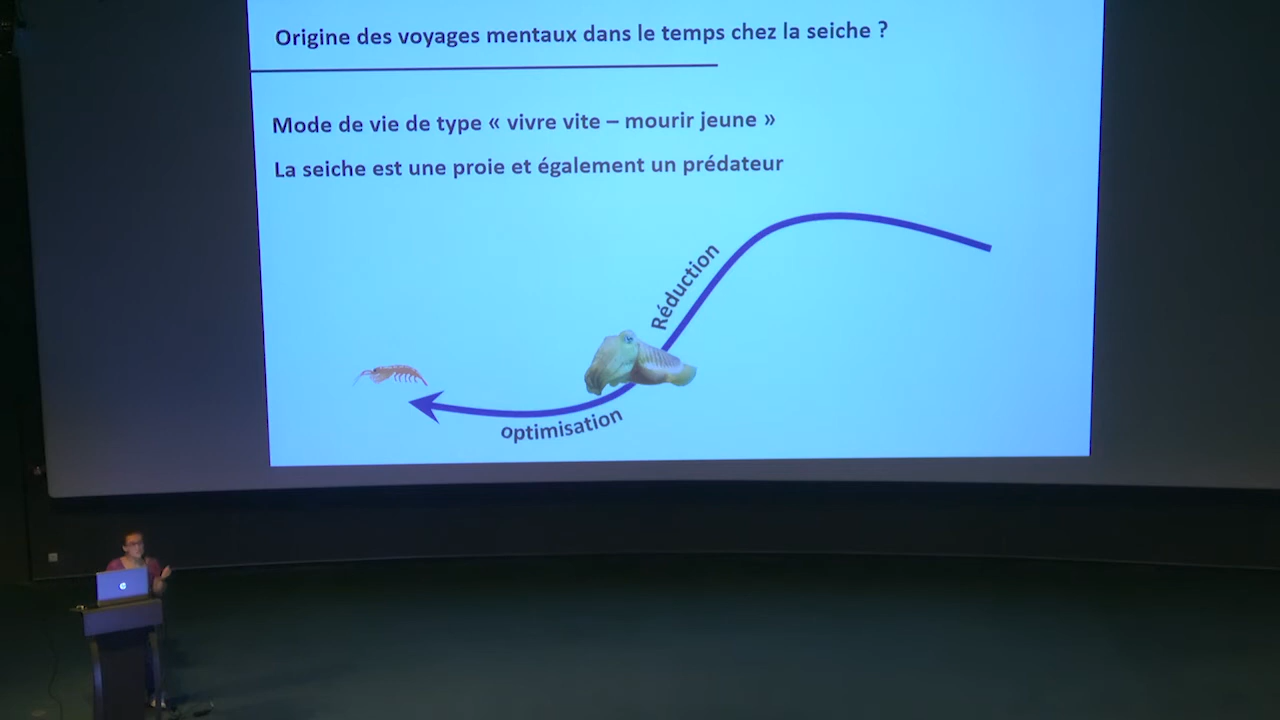 Origine des voyages mentaux dans le temps chez la seiche ?
Mode de vie de type « vivre vite – mourir jeune »
La seiche est une proie et également un prédateur
Réduction
optimisation